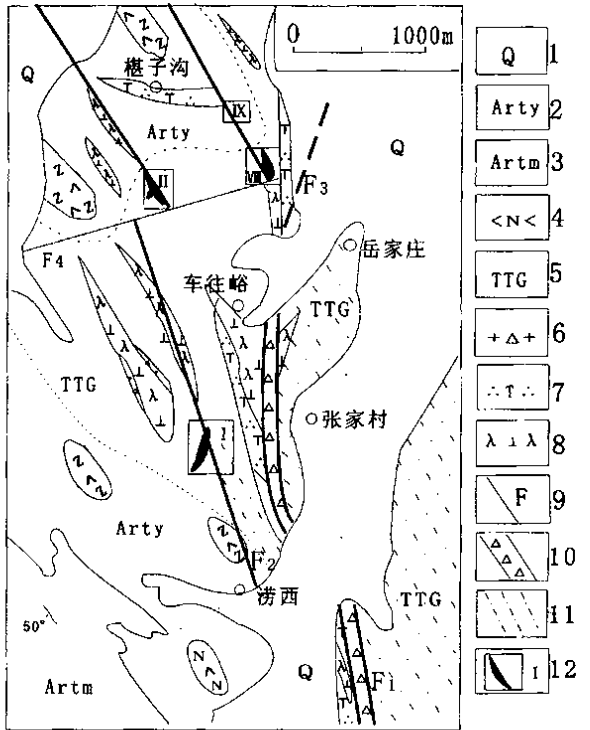 0 1000m
Q
椹子沟
Arty
IX
II
VIII
Q
F3
F4
岳家庄
车往峪
TTG
TTG
张家村
I
Arty
F2
涝西
TTG
50°
Q
F1
Artm
Q 1
Arty 2
Artm 3
<N< 4
TTG 5
+△+ 6
∴T∴ 7
λ⊥λ 8
F 9
10
11
I 12